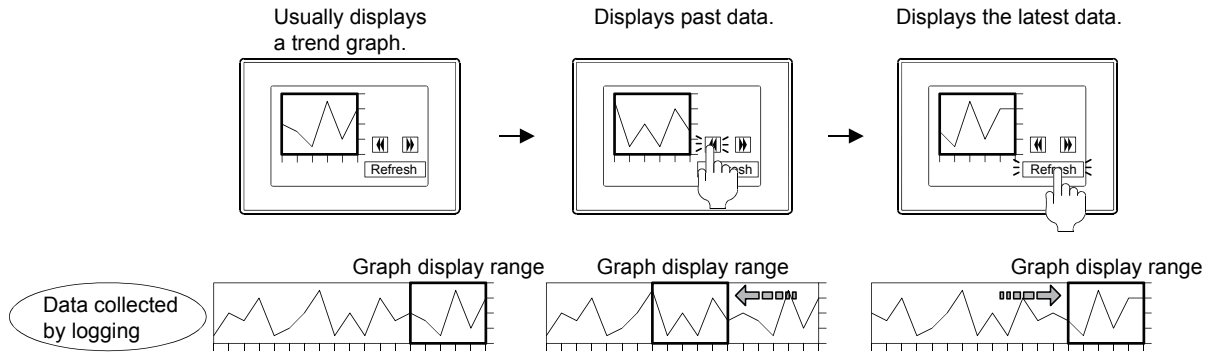 Usually displays
a trend graph.
Displays past data.
Displays the latest data.
Refresh
Refresh
Graph display range
Graph display range
Graph display range
Data collected
by logging